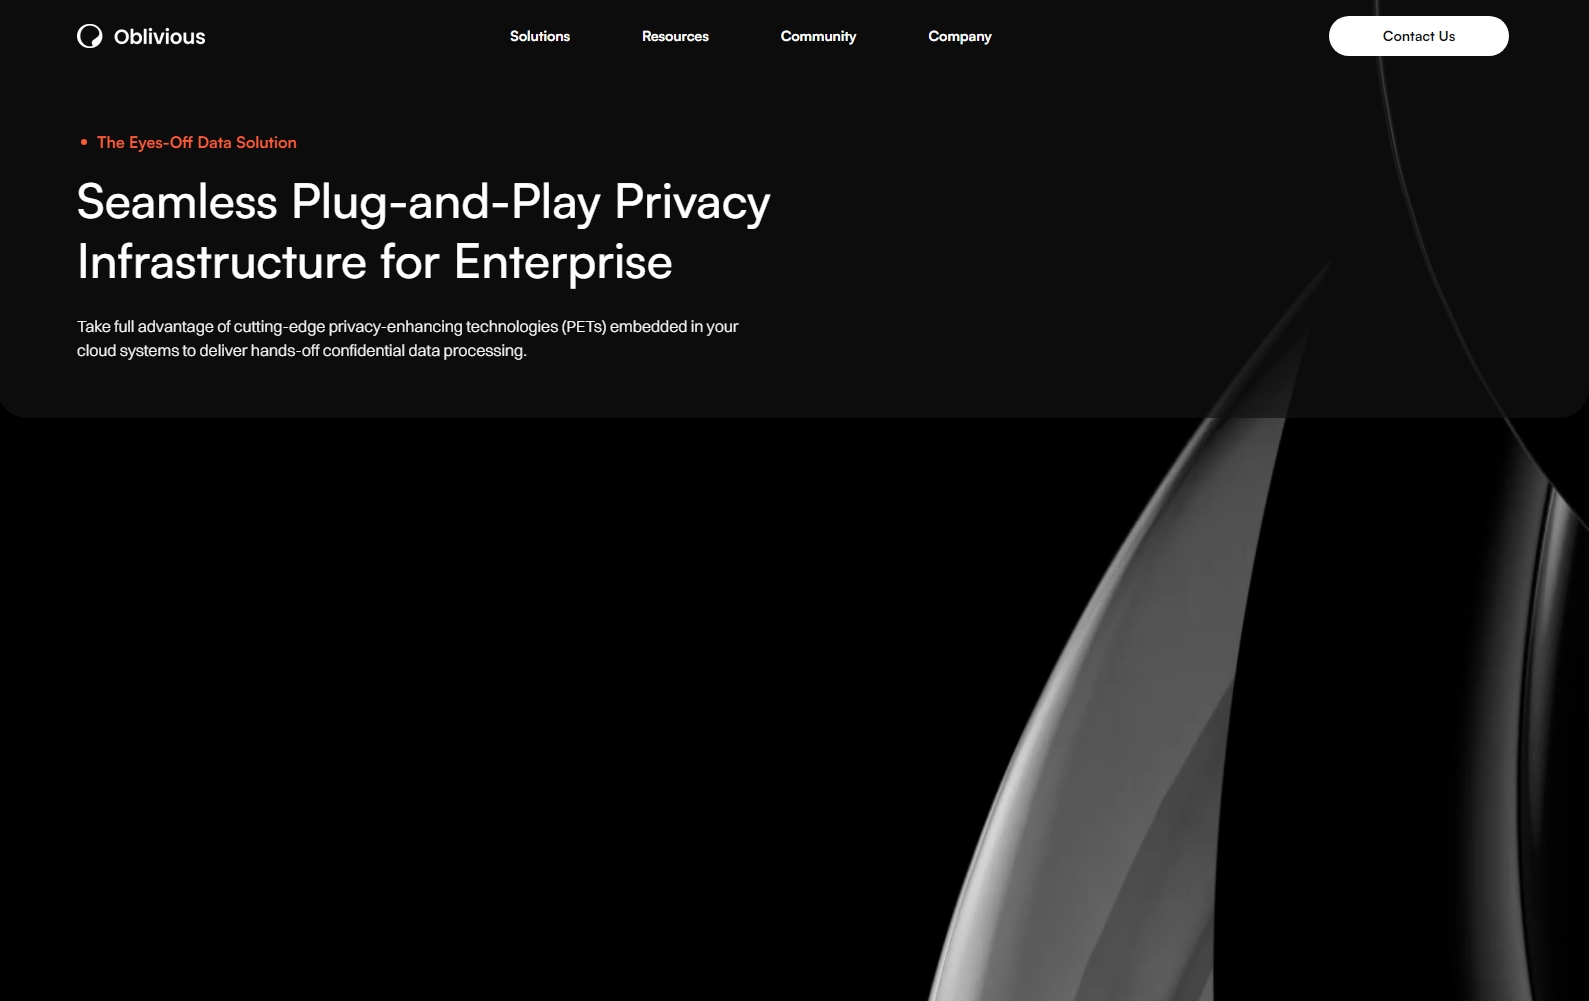 Oblivious
Solutions
Resources
Community
Company
Contact Us
The Eyes-Off Data Solution
Seamless Plug-and-Play Privacy
Infrastructure for Enterprise
Take full advantage of cutting-edge privacy-enhancing technologies (PETs) embedded in your
cloud systems to deliver hands-off confidential data processing.